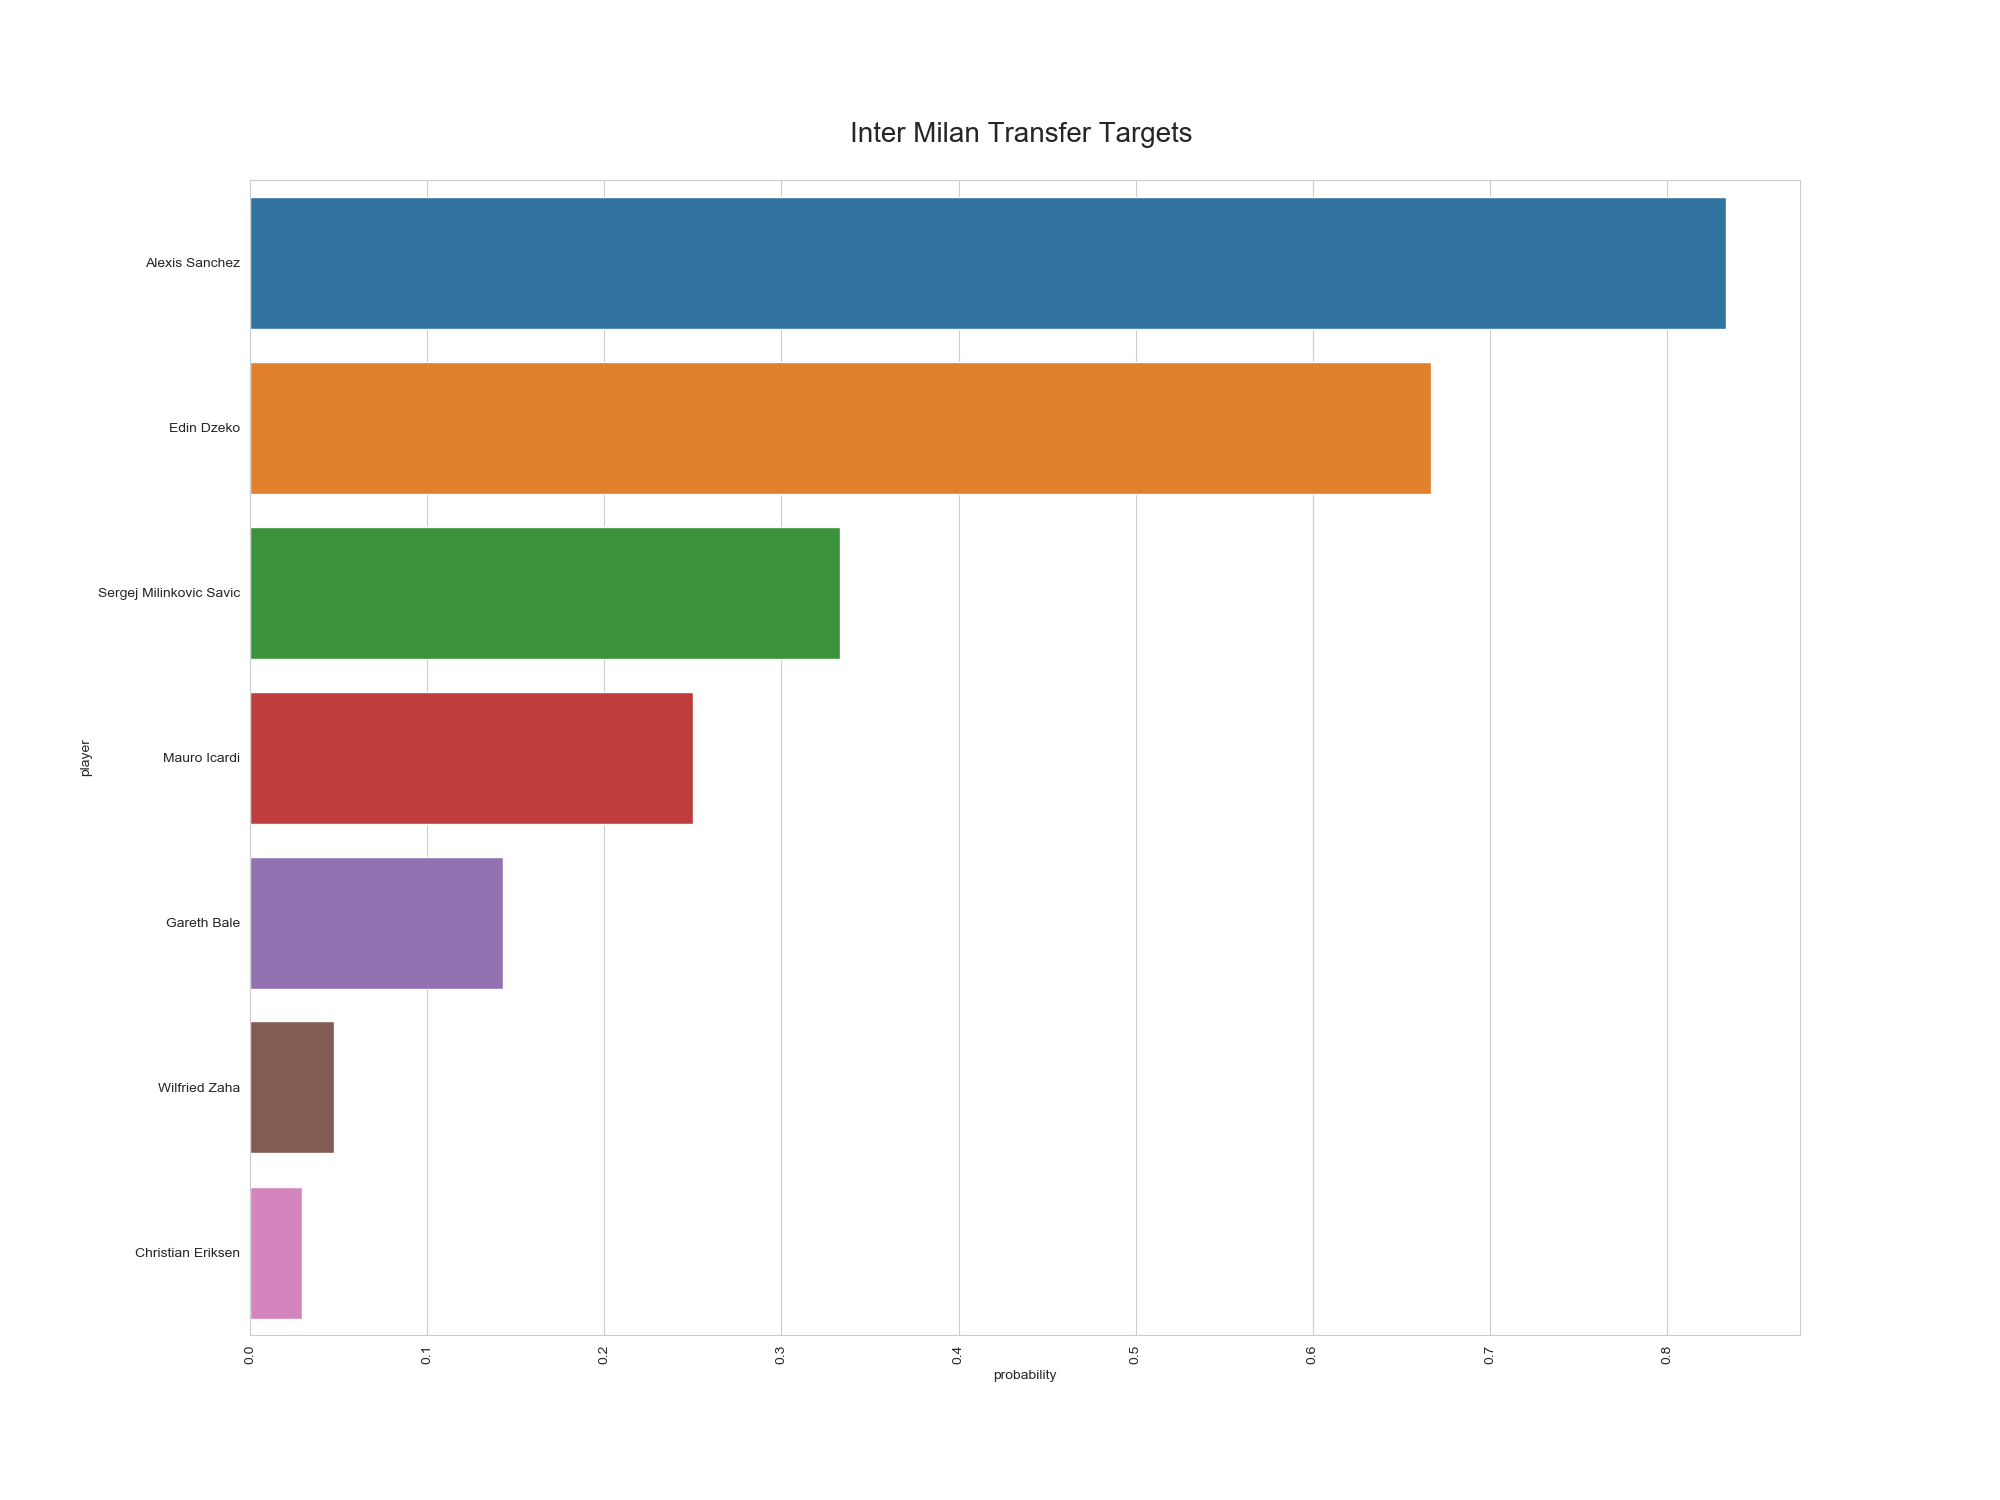 Inter Milan Transfer Targets
Alexis Sanchez
Edin Dzeko
Sergej Milinkovic Savic
Mauro Icardi
Gareth Bale
Wilfried Zaha
Christian Eriksen
player
0.0 0.1 0.2 0.3 0.4 0.5 0.6 0.7 0.8
probability